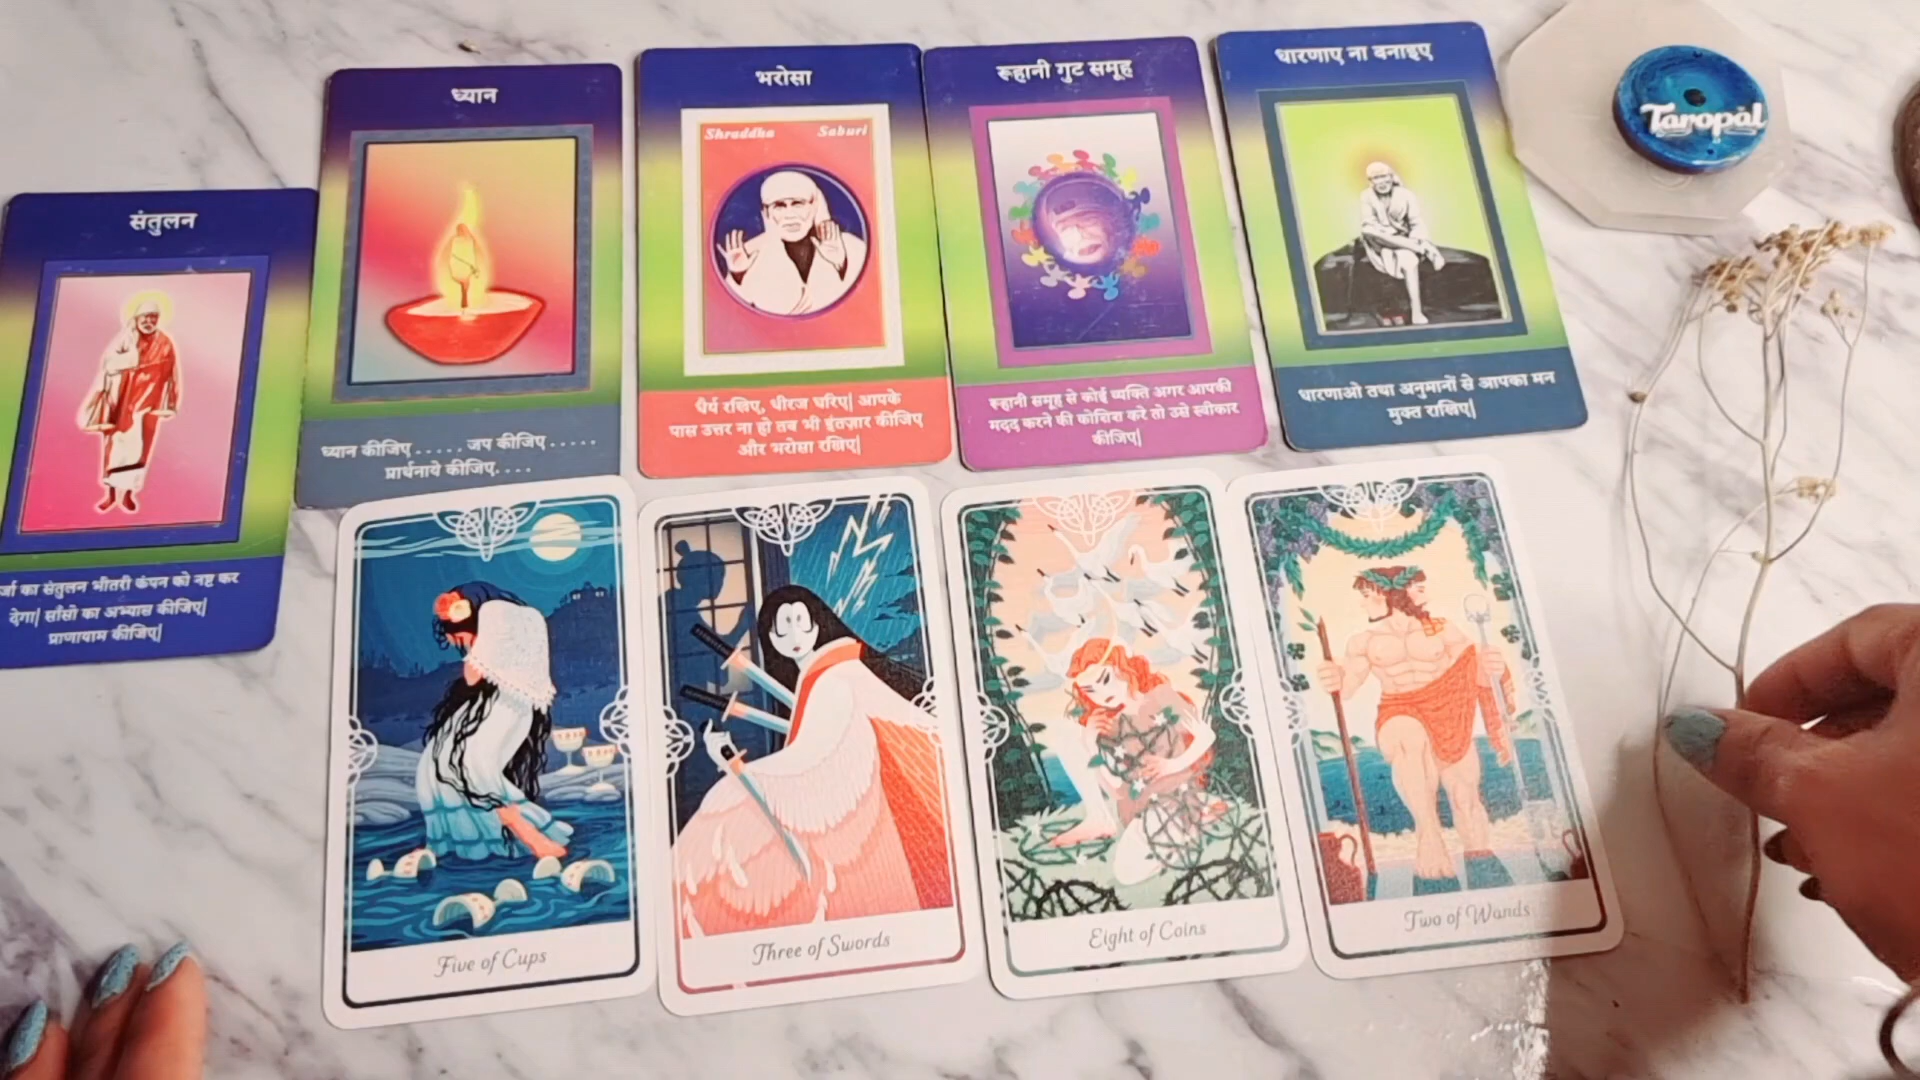 संतुलन
र्जा का संतुलन भीतरी कंपन को नष्ट कर
देगा| साँसो का अभ्यास कीजिए|
प्राणायाम कीजिए|
ध्यान
ध्यान कीजिए..... जप कीजिए.....
प्रार्थनाये कीजिए....
भरोसा
Shraddha Saburi
धैर्य रखिए, धीरज धरिए| आपके
पास उत्तर ना हो तब भी इंतज़ार कीजिए
और भरोसा रखिए|
रूहानी गुट समूह
रूहानी समूह से कोई व्यक्ति अगर आपकी
मदद करने की कोशिश करे तो उसे स्वीकार
कीजिए|
धारणाए ना बनाइए
धारणाओ तथा अनुमानों से आपका मन
मुक्त राखिए|
Taropal
Five of Cups
Three of Swords
Eight of Coins
Two of Wands